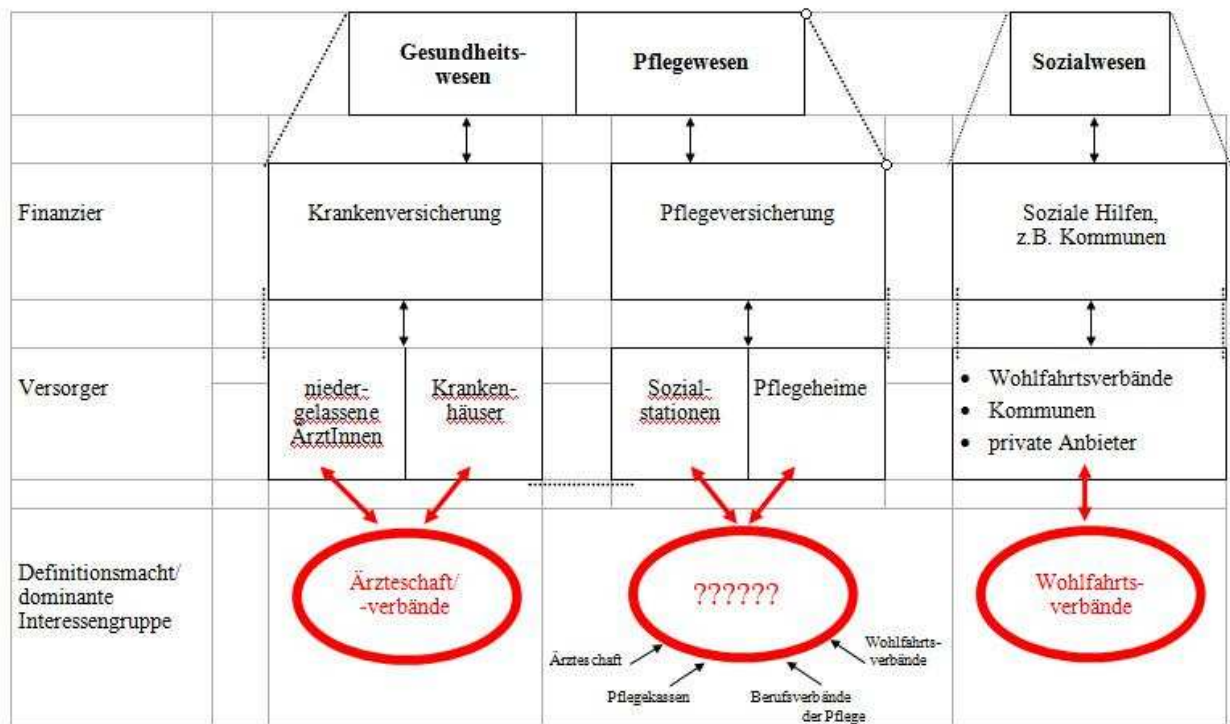 Gesundheits-
wesen
Pflegewesen
Sozialwesen
Finanzier
Krankenversicherung
Pflegeversicherung
Soziale Hilfen,
z.B. Kommunen
Versorger
nieder-
gelassene
ÄrztInnen
Kranken-
häuser
Sozial-
stationen
Pflegeheime
• Wohlfahrtsverbände
• Kommunen
• private Anbieter
Definitionsmacht/
dominante
Interessengruppe
Ärzteschaft/
-verbände
??????
Wohlfahrts-
verbände
Ärzteschaft
Pflegekassen
Berufsverbände
der Pflege
Wohlfahrts-
verbände